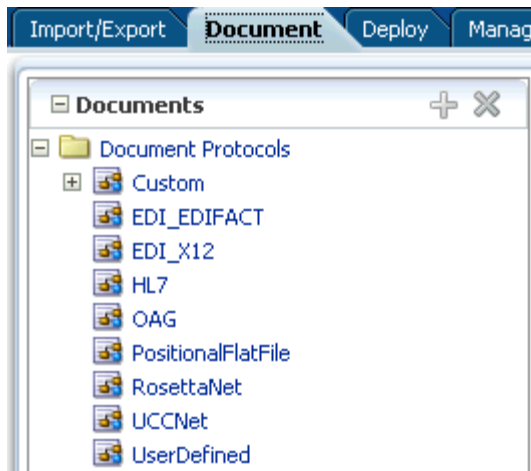 Import/Export Document Deploy Manag
Documents
Document Protocols
Custom
EDI_EDIFACT
EDI_X12
HL7
OAG
PositionalFlatFile
RosettaNet
UCCNet
UserDefined